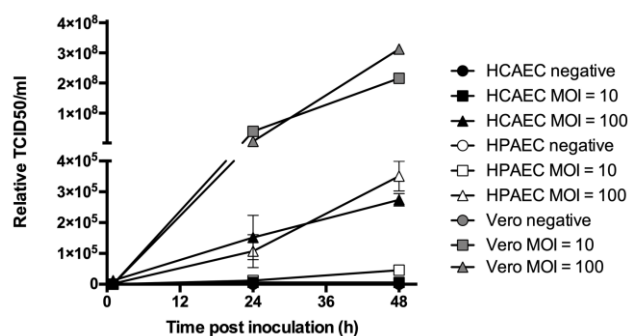 4×10⁸
3×10⁸
2×10⁸
1×10⁸
4×10⁵
3×10⁵
2×10⁵
1×10⁵
0
Relative TCID50/ml
0 12 24 36 48
Time post inoculation (h)
HCAEC negative
HCAEC MOI = 10
HCAEC MOI = 100
HPAEC negative
HPAEC MOI = 10
HPAEC MOI = 100
Vero negative
Vero MOI = 10
Vero MOI = 100